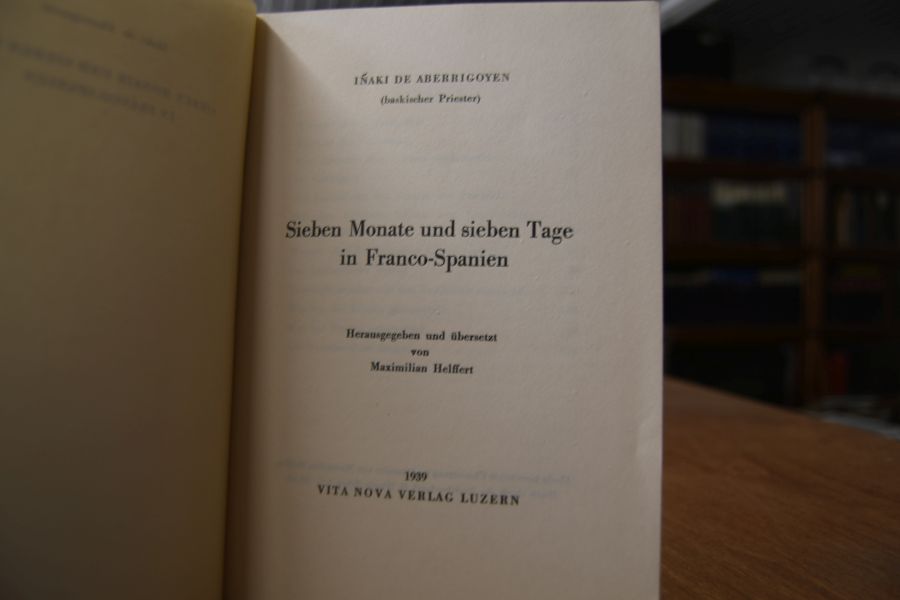 IÑAKI DE ABERRIGOYEN
(baskischer Priester)
Sieben Monate und sieben Tage
in Franco-Spanien
Herausgegeben und übersetzt
von
Maximilian Helffert
1939
VITA NOVA VERLAG LUZERN